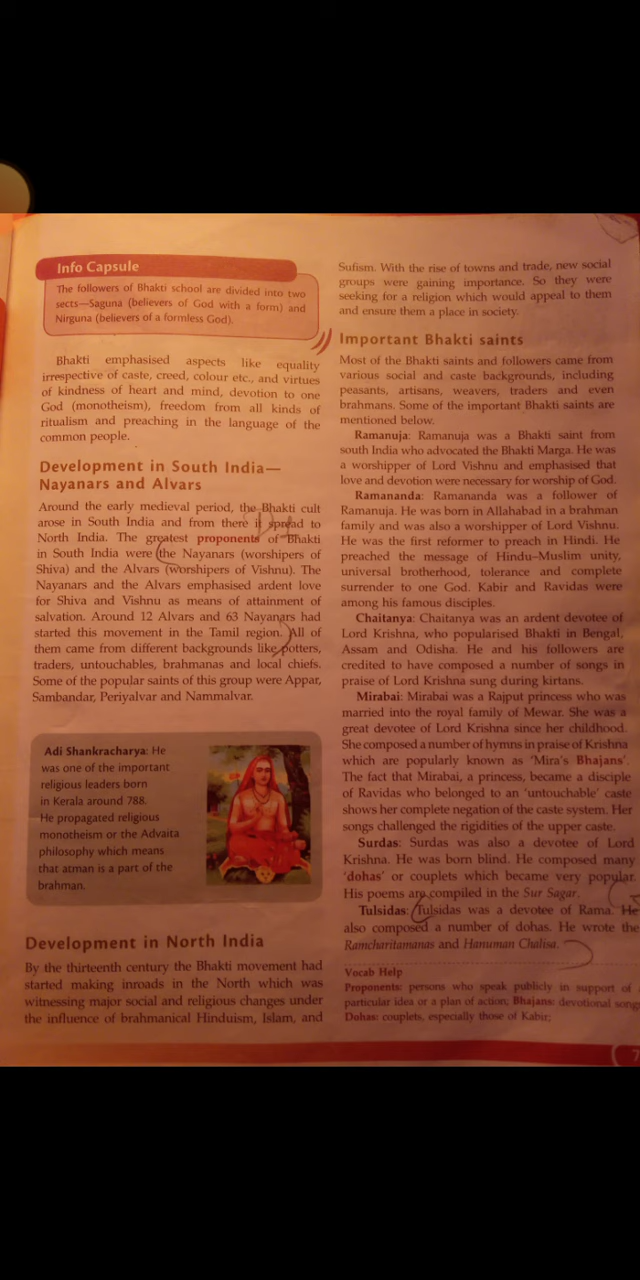 Info Capsule
The followers of Bhakti school are divided into two
sects—Saguna (believers of God with a form) and
Nirguna (believers of a formless God).
Bhakti emphasised aspects like equality
irrespective of caste, creed, colour etc., and virtues
of kindness of heart and mind, devotion to one
God (monotheism), freedom from all kinds of
ritualism and preaching in the language of the
common people.
Development in South India—
Nayanars and Alvars
Around the early medieval period, the Bhakti cult
arose in South India and from there it spread to
North India. The greatest proponents of Bhakti
in South India were (the Nayanars (worshipers of
Shiva) and the Alvars (worshipers of Vishnu). The
Nayanars and the Alvars emphasised ardent love
for Shiva and Vishnu as means of attainment of
salvation. Around 12 Alvars and 63 Nayanars had
started this movement in the Tamil region.) All of
them came from different backgrounds like potters,
traders, untouchables, brahmanas and local chiefs.
Some of the popular saints of this group were Appar,
Sambandar, Periyalvar and Nammalvar.
Adi Shankracharya: He
was one of the important
religious leaders born
in Kerala around 788.
He propagated religious
monotheism or the Advaita
philosophy which means
that atman is a part of the
brahman.
Development in North India
By the thirteenth century the Bhakti movement had
started making inroads in the North which was
witnessing major social and religious changes under
the influence of brahmanical Hinduism, Islam, and
Sufism. With the rise of towns and trade, new social
groups were gaining importance. So they were
seeking for a religion which would appeal to them
and ensure them a place in society.
Important Bhakti saints
Most of the Bhakti saints and followers came from
various social and caste backgrounds, including
peasants, artisans, weavers, traders and even
brahmans. Some of the important Bhakti saints are
mentioned below.
Ramanuja: Ramanuja was a Bhakti saint from
south India who advocated the Bhakti Marga. He was
a worshipper of Lord Vishnu and emphasised that
love and devotion were necessary for worship of God.
Ramananda: Ramananda was a follower of
Ramanuja. He was born in Allahabad in a brahman
family and was also a worshipper of Lord Vishnu.
He was the first reformer to preach in Hindi. He
preached the message of Hindu–Muslim unity,
universal brotherhood, tolerance and complete
surrender to one God. Kabir and Ravidas were
among his famous disciples.
Chaitanya: Chaitanya was an ardent devotee of
Lord Krishna, who popularised Bhakti in Bengal,
Assam and Odisha. He and his followers are
credited to have composed a number of songs in
praise of Lord Krishna sung during kirtans.
Mirabai: Mirabai was a Rajput princess who was
married into the royal family of Mewar. She was a
great devotee of Lord Krishna since her childhood.
She composed a number of hymns in praise of Krishna
which are popularly known as 'Mira's Bhajans'.
The fact that Mirabai, a princess, became a disciple
of Ravidas who belonged to an 'untouchable' caste
shows her complete negation of the caste system. Her
songs challenged the rigidities of the upper caste.
Surdas: Surdas was also a devotee of Lord
Krishna. He was born blind. He composed many
'dohas' or couplets which became very popular.
His poems are compiled in the Sur Sagar.
Tulsidas: (Tulsidas was a devotee of Rama. He
also composed a number of dohas. He wrote the
Ramcharitamanas and Hanuman Chalisa.
Vocab Help
Proponents: persons who speak publicly in support of
particular idea or a plan of action; Bhajans: devotional song
Dohas: couplets, especially those of Kabir;
7